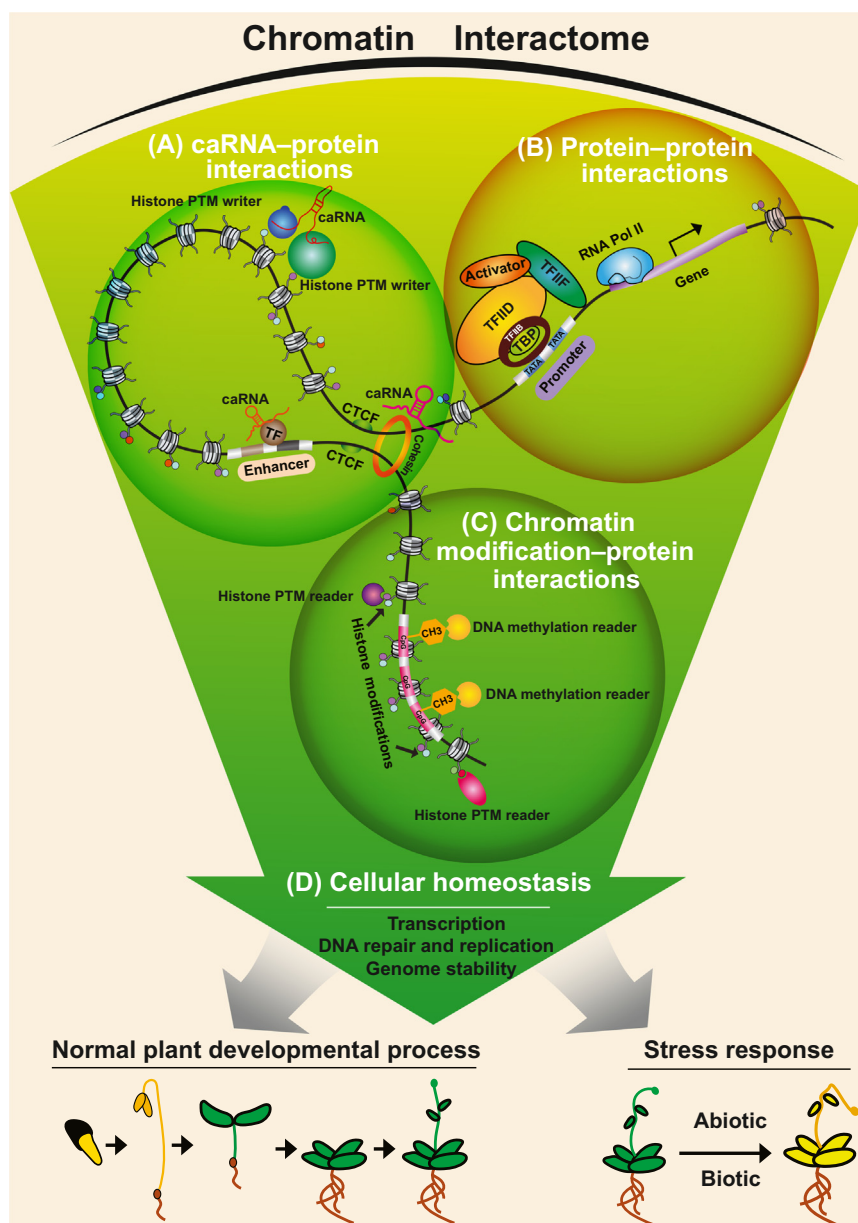 Chromatin Interactome
(A) caRNA–protein
interactions
Histone PTM writer
caRNA
Histone PTM writer
caRNA
TF
Enhancer
CTCF
CTCF
caRNA
Cohesin
(B) Protein–protein
interactions
RNA Pol II
Activator
TFIIF
TFIID
TFIIB
TBP
TATA
TATA
Promoter
Gene
(C) Chromatin
modification–protein
interactions
Histone PTM reader
Histone modifications
CpG
CH3
DNA methylation reader
CpG
CH3
DNA methylation reader
CpG
Histone PTM reader
(D) Cellular homeostasis
Transcription
DNA repair and replication
Genome stability
Normal plant developmental process
Stress response
Abiotic
Biotic